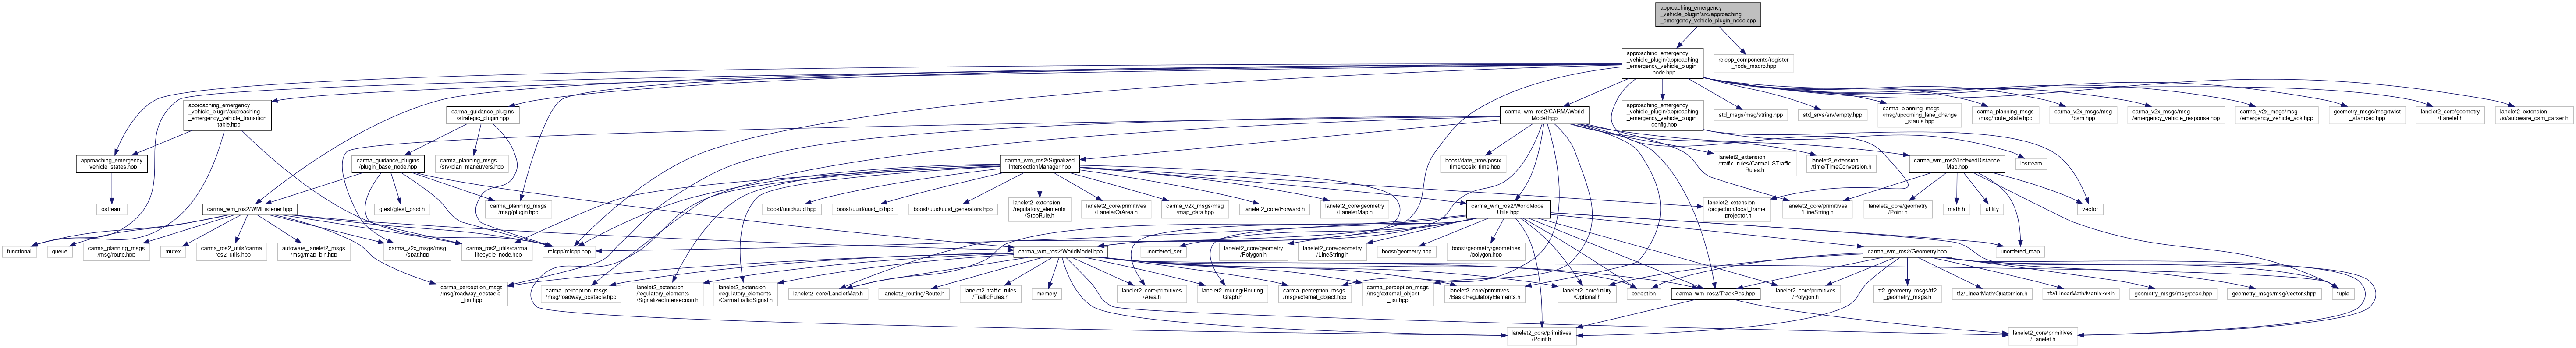 approaching_emergency
_vehicle_plugin/src/approaching
_emergency_vehicle_plugin_node.cpp
approaching_emergency
_vehicle_plugin/approaching
_emergency_vehicle_plugin
_node.hpp
rclcpp_components/register
_node_macro.hpp
approaching_emergency
_vehicle_plugin/approaching
_emergency_vehicle_transition
_table.hpp
carma_guidance_plugins
/strategic_plugin.hpp
carma_wm_ros2/CARMAWorld
Model.hpp
approaching_emergency
_vehicle_plugin/approaching
_emergency_vehicle_plugin
_config.hpp
std_msgs/msg/string.hpp
std_srvs/srv/empty.hpp
carma_planning_msgs
/msg/upcoming_lane_change
_status.hpp
carma_planning_msgs
/msg/route_state.hpp
carma_v2x_msgs/msg
/bsm.hpp
carma_v2x_msgs/msg
/emergency_vehicle_response.hpp
carma_v2x_msgs/msg
/emergency_vehicle_ack.hpp
geometry_msgs/msg/twist
_stamped.hpp
lanelet2_core/geometry
/Lanelet.h
lanelet2_extension
/io/autoware_osm_parser.h
approaching_emergency
_vehicle_states.hpp
carma_guidance_plugins
/plugin_base_node.hpp
carma_planning_msgs
/srv/plan_maneuvers.hpp
carma_wm_ros2/Signalized
IntersectionManager.hpp
boost/date_time/posix
_time/posix_time.hpp
lanelet2_extension
/traffic_rules/CarmaUSTraffic
Rules.h
lanelet2_extension
/time/TimeConversion.h
carma_wm_ros2/IndexedDistance
Map.hpp
iostream
ostream
carma_wm_ros2/WMListener.hpp
gtest/gtest_prod.h
carma_planning_msgs
/msg/plugin.hpp
boost/uuid/uuid.hpp
boost/uuid/uuid_io.hpp
boost/uuid/uuid_generators.hpp
lanelet2_extension
/regulatory_elements
/StopRule.h
lanelet2_core/primitives
/LaneletOrArea.h
carma_v2x_msgs/msg
/map_data.hpp
lanelet2_core/Forward.h
lanelet2_core/geometry
/LaneletMap.h
carma_wm_ros2/WorldModel
Utils.hpp
lanelet2_extension
/projection/local_frame
_projector.h
lanelet2_core/primitives
/LineString.h
lanelet2_core/geometry
/Point.h
math.h
utility
vector
functional
queue
carma_planning_msgs
/msg/route.hpp
mutex
carma_ros2_utils/carma
_ros2_utils.hpp
autoware_lanelet2_msgs
/msg/map_bin.hpp
carma_v2x_msgs/msg
/spat.hpp
carma_ros2_utils/carma
_lifecycle_node.hpp
rclcpp/rclcpp.hpp
carma_wm_ros2/WorldModel.hpp
unordered_set
lanelet2_core/geometry
/Polygon.h
lanelet2_core/geometry
/LineString.h
boost/geometry.hpp
boost/geometry/geometries
/polygon.hpp
carma_wm_ros2/Geometry.hpp
unordered_map
carma_perception_msgs
/msg/roadway_obstacle
_list.hpp
carma_perception_msgs
/msg/roadway_obstacle.hpp
lanelet2_extension
/regulatory_elements
/SignalizedIntersection.h
lanelet2_extension
/regulatory_elements
/CarmaTrafficSignal.h
lanelet2_core/LaneletMap.h
lanelet2_routing/Route.h
lanelet2_traffic_rules
/TrafficRules.h
memory
lanelet2_core/primitives
/Area.h
lanelet2_routing/Routing
Graph.h
carma_perception_msgs
/msg/external_object.hpp
carma_perception_msgs
/msg/external_object
_list.hpp
lanelet2_core/primitives
/BasicRegulatoryElements.h
lanelet2_core/utility
/Optional.h
exception
carma_wm_ros2/TrackPos.hpp
lanelet2_core/primitives
/Polygon.h
tf2_geometry_msgs/tf2
_geometry_msgs.h
tf2/LinearMath/Quaternion.h
tf2/LinearMath/Matrix3x3.h
geometry_msgs/msg/pose.hpp
geometry_msgs/msg/vector3.hpp
tuple
lanelet2_core/primitives
/Point.h
lanelet2_core/primitives
/Lanelet.h